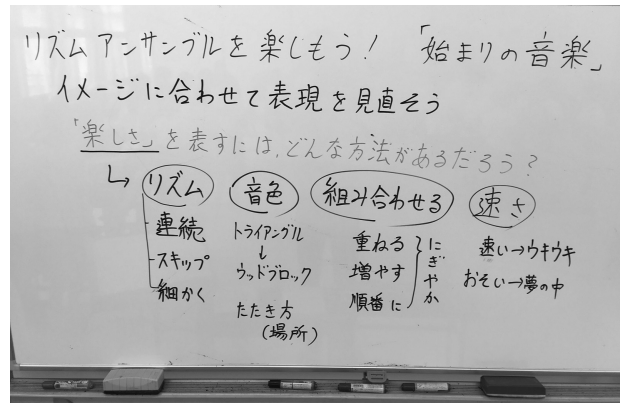 リズムアンサンブルを楽しもう！ 「始まりの音楽」
イメージに合わせて表現を見直そう
「楽しさ」を表すには、どんな方法があるだろう？
↳ リズム 音色 組み合わせる 速さ
連続
スキップ
細かく
トライアングル
↓
ウッドブロック
たたき方
(場所)
重ねる
増やす
順番に
にぎやか
速い→ウキウキ
おそい→夢の中